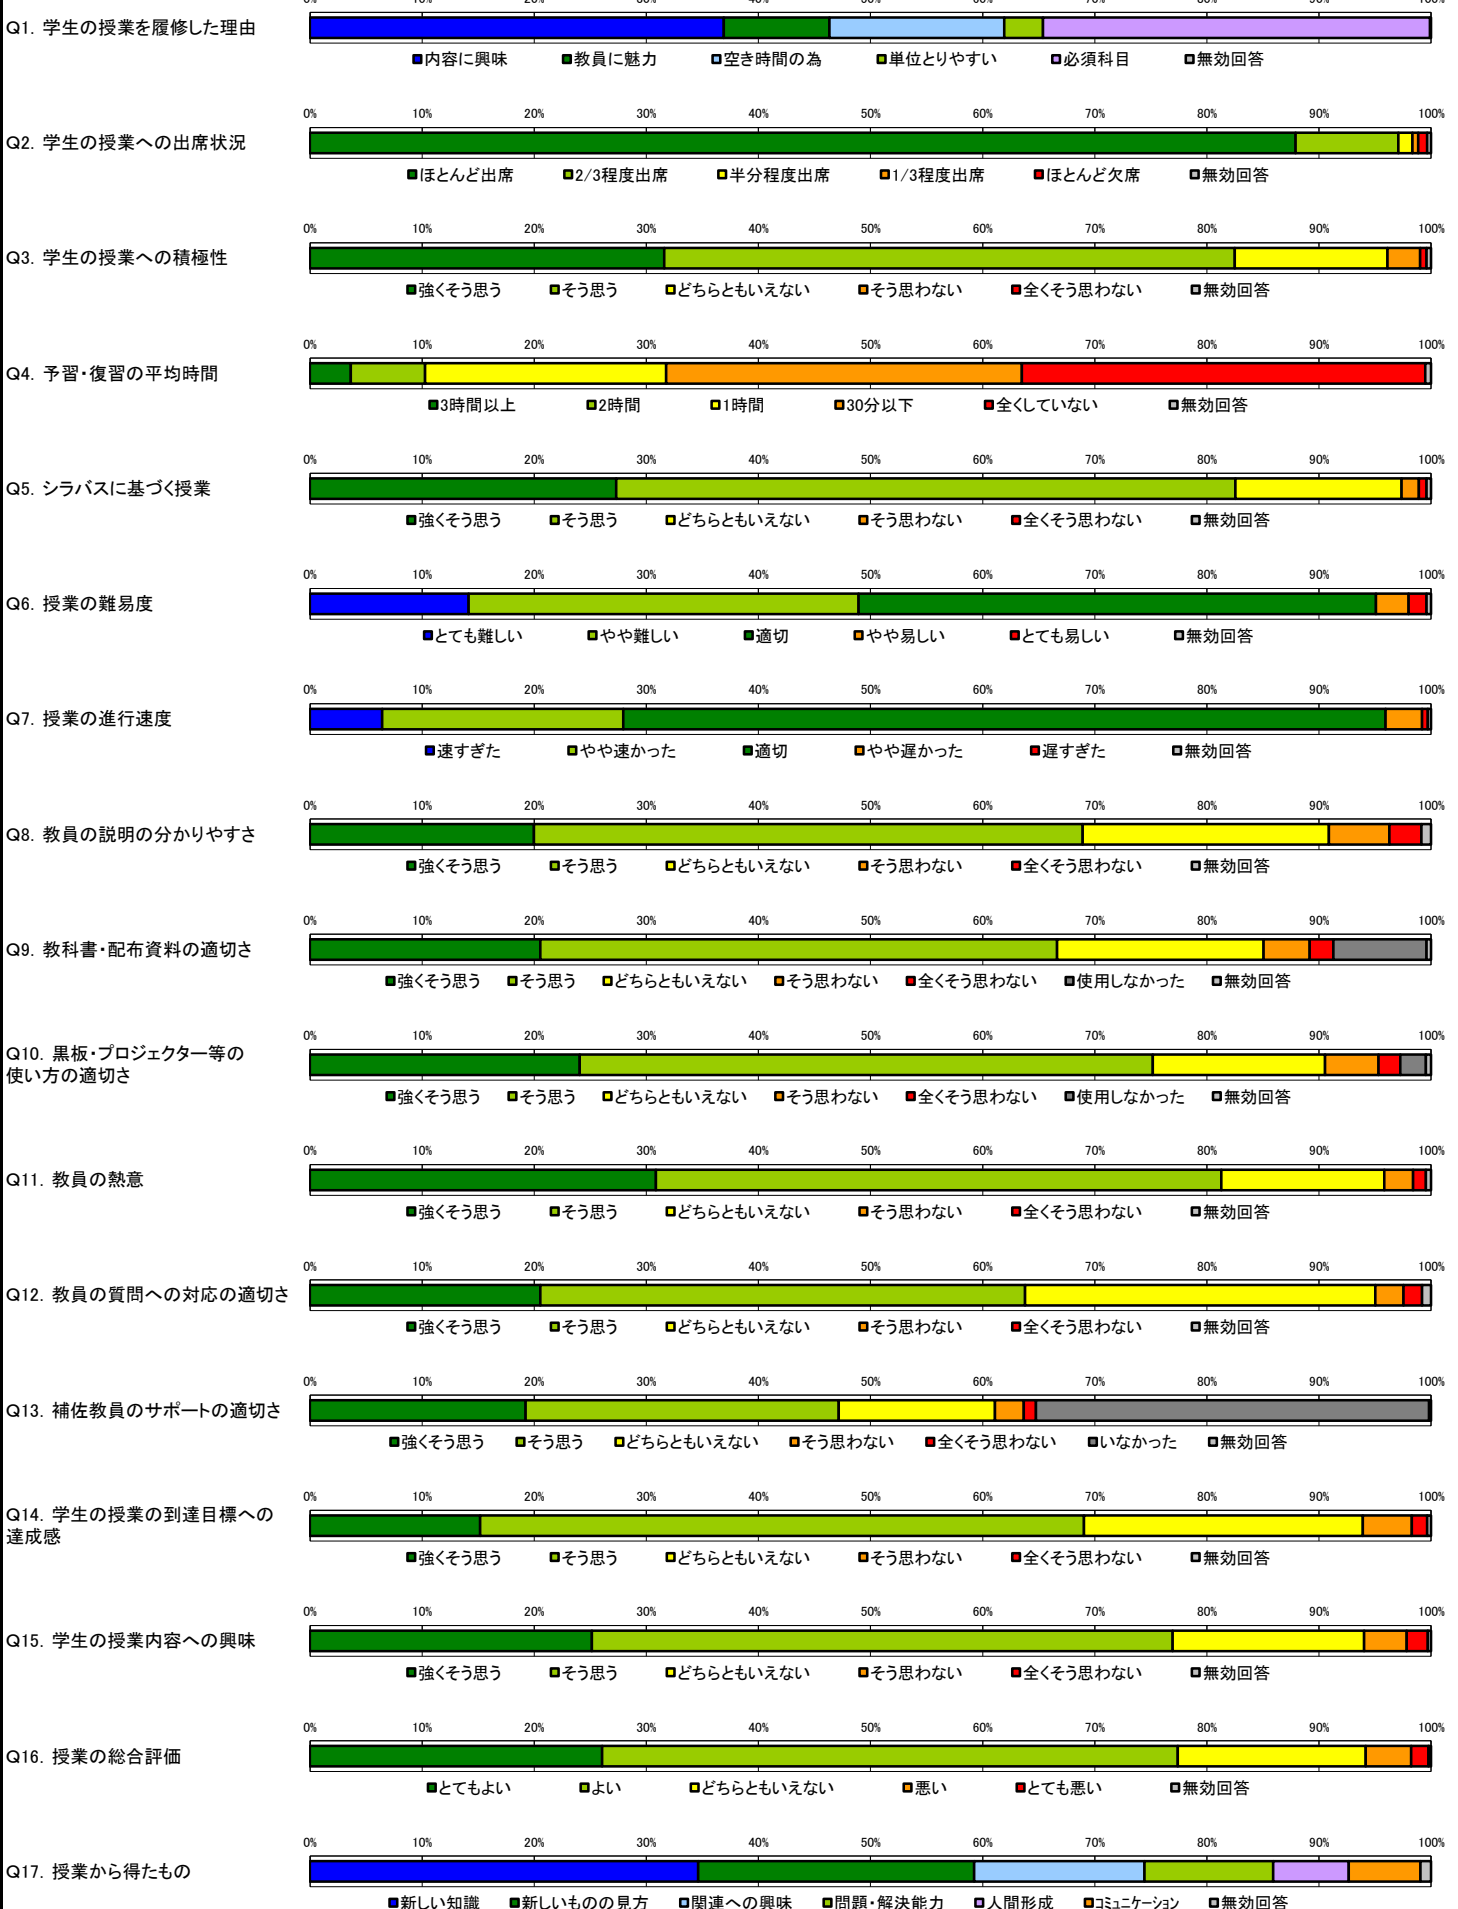 0% 10% 20% 30% 40% 50% 60% 70% 80% 90% 100%
Q1. 学生の授業を履修した理由
内容に興味 教員に魅力 空き時間の為 単位とりやすい 必須科目 無効回答
0% 10% 20% 30% 40% 50% 60% 70% 80% 90% 100%
Q2. 学生の授業への出席状況
ほとんど出席 2/3程度出席 半分程度出席 1/3程度出席 ほとんど欠席 無効回答
0% 10% 20% 30% 40% 50% 60% 70% 80% 90% 100%
Q3. 学生の授業への積極性
強くそう思う そう思う どちらともいえない そう思わない 全くそう思わない 無効回答
0% 10% 20% 30% 40% 50% 60% 70% 80% 90% 100%
Q4. 予習・復習の平均時間
3時間以上 2時間 1時間 30分以下 全くしていない 無効回答
0% 10% 20% 30% 40% 50% 60% 70% 80% 90% 100%
Q5. シラバスに基づく授業
強くそう思う そう思う どちらともいえない そう思わない 全くそう思わない 無効回答
0% 10% 20% 30% 40% 50% 60% 70% 80% 90% 100%
Q6. 授業の難易度
とても難しい やや難しい 適切 やや易しい とても易しい 無効回答
0% 10% 20% 30% 40% 50% 60% 70% 80% 90% 100%
Q7. 授業の進行速度
速すぎた やや速かった 適切 やや遅かった 遅すぎた 無効回答
0% 10% 20% 30% 40% 50% 60% 70% 80% 90% 100%
Q8. 教員の説明の分かりやすさ
強くそう思う そう思う どちらともいえない そう思わない 全くそう思わない 無効回答
0% 10% 20% 30% 40% 50% 60% 70% 80% 90% 100%
Q9. 教科書・配布資料の適切さ
強くそう思う そう思う どちらともいえない そう思わない 全くそう思わない 使用しなかった 無効回答
0% 10% 20% 30% 40% 50% 60% 70% 80% 90% 100%
Q10. 黒板・プロジェクター等の
使い方の適切さ
強くそう思う そう思う どちらともいえない そう思わない 全くそう思わない 使用しなかった 無効回答
0% 10% 20% 30% 40% 50% 60% 70% 80% 90% 100%
Q11. 教員の熱意
強くそう思う そう思う どちらともいえない そう思わない 全くそう思わない 無効回答
0% 10% 20% 30% 40% 50% 60% 70% 80% 90% 100%
Q12. 教員の質問への対応の適切さ
強くそう思う そう思う どちらともいえない そう思わない 全くそう思わない 無効回答
0% 10% 20% 30% 40% 50% 60% 70% 80% 90% 100%
Q13. 補佐教員のサポートの適切さ
強くそう思う そう思う どちらともいえない そう思わない 全くそう思わない いなかった 無効回答
0% 10% 20% 30% 40% 50% 60% 70% 80% 90% 100%
Q14. 学生の授業の到達目標への
達成感
強くそう思う そう思う どちらともいえない そう思わない 全くそう思わない 無効回答
0% 10% 20% 30% 40% 50% 60% 70% 80% 90% 100%
Q15. 学生の授業内容への興味
強くそう思う そう思う どちらともいえない そう思わない 全くそう思わない 無効回答
0% 10% 20% 30% 40% 50% 60% 70% 80% 90% 100%
Q16. 授業の総合評価
とてもよい よい どちらともいえない 悪い とても悪い 無効回答
0% 10% 20% 30% 40% 50% 60% 70% 80% 90% 100%
Q17. 授業から得たもの
新しい知識 新しいものの見方 関連への興味 問題・解決能力 人間形成 ｺﾐｭﾆｹｰｼｮﾝ 無効回答